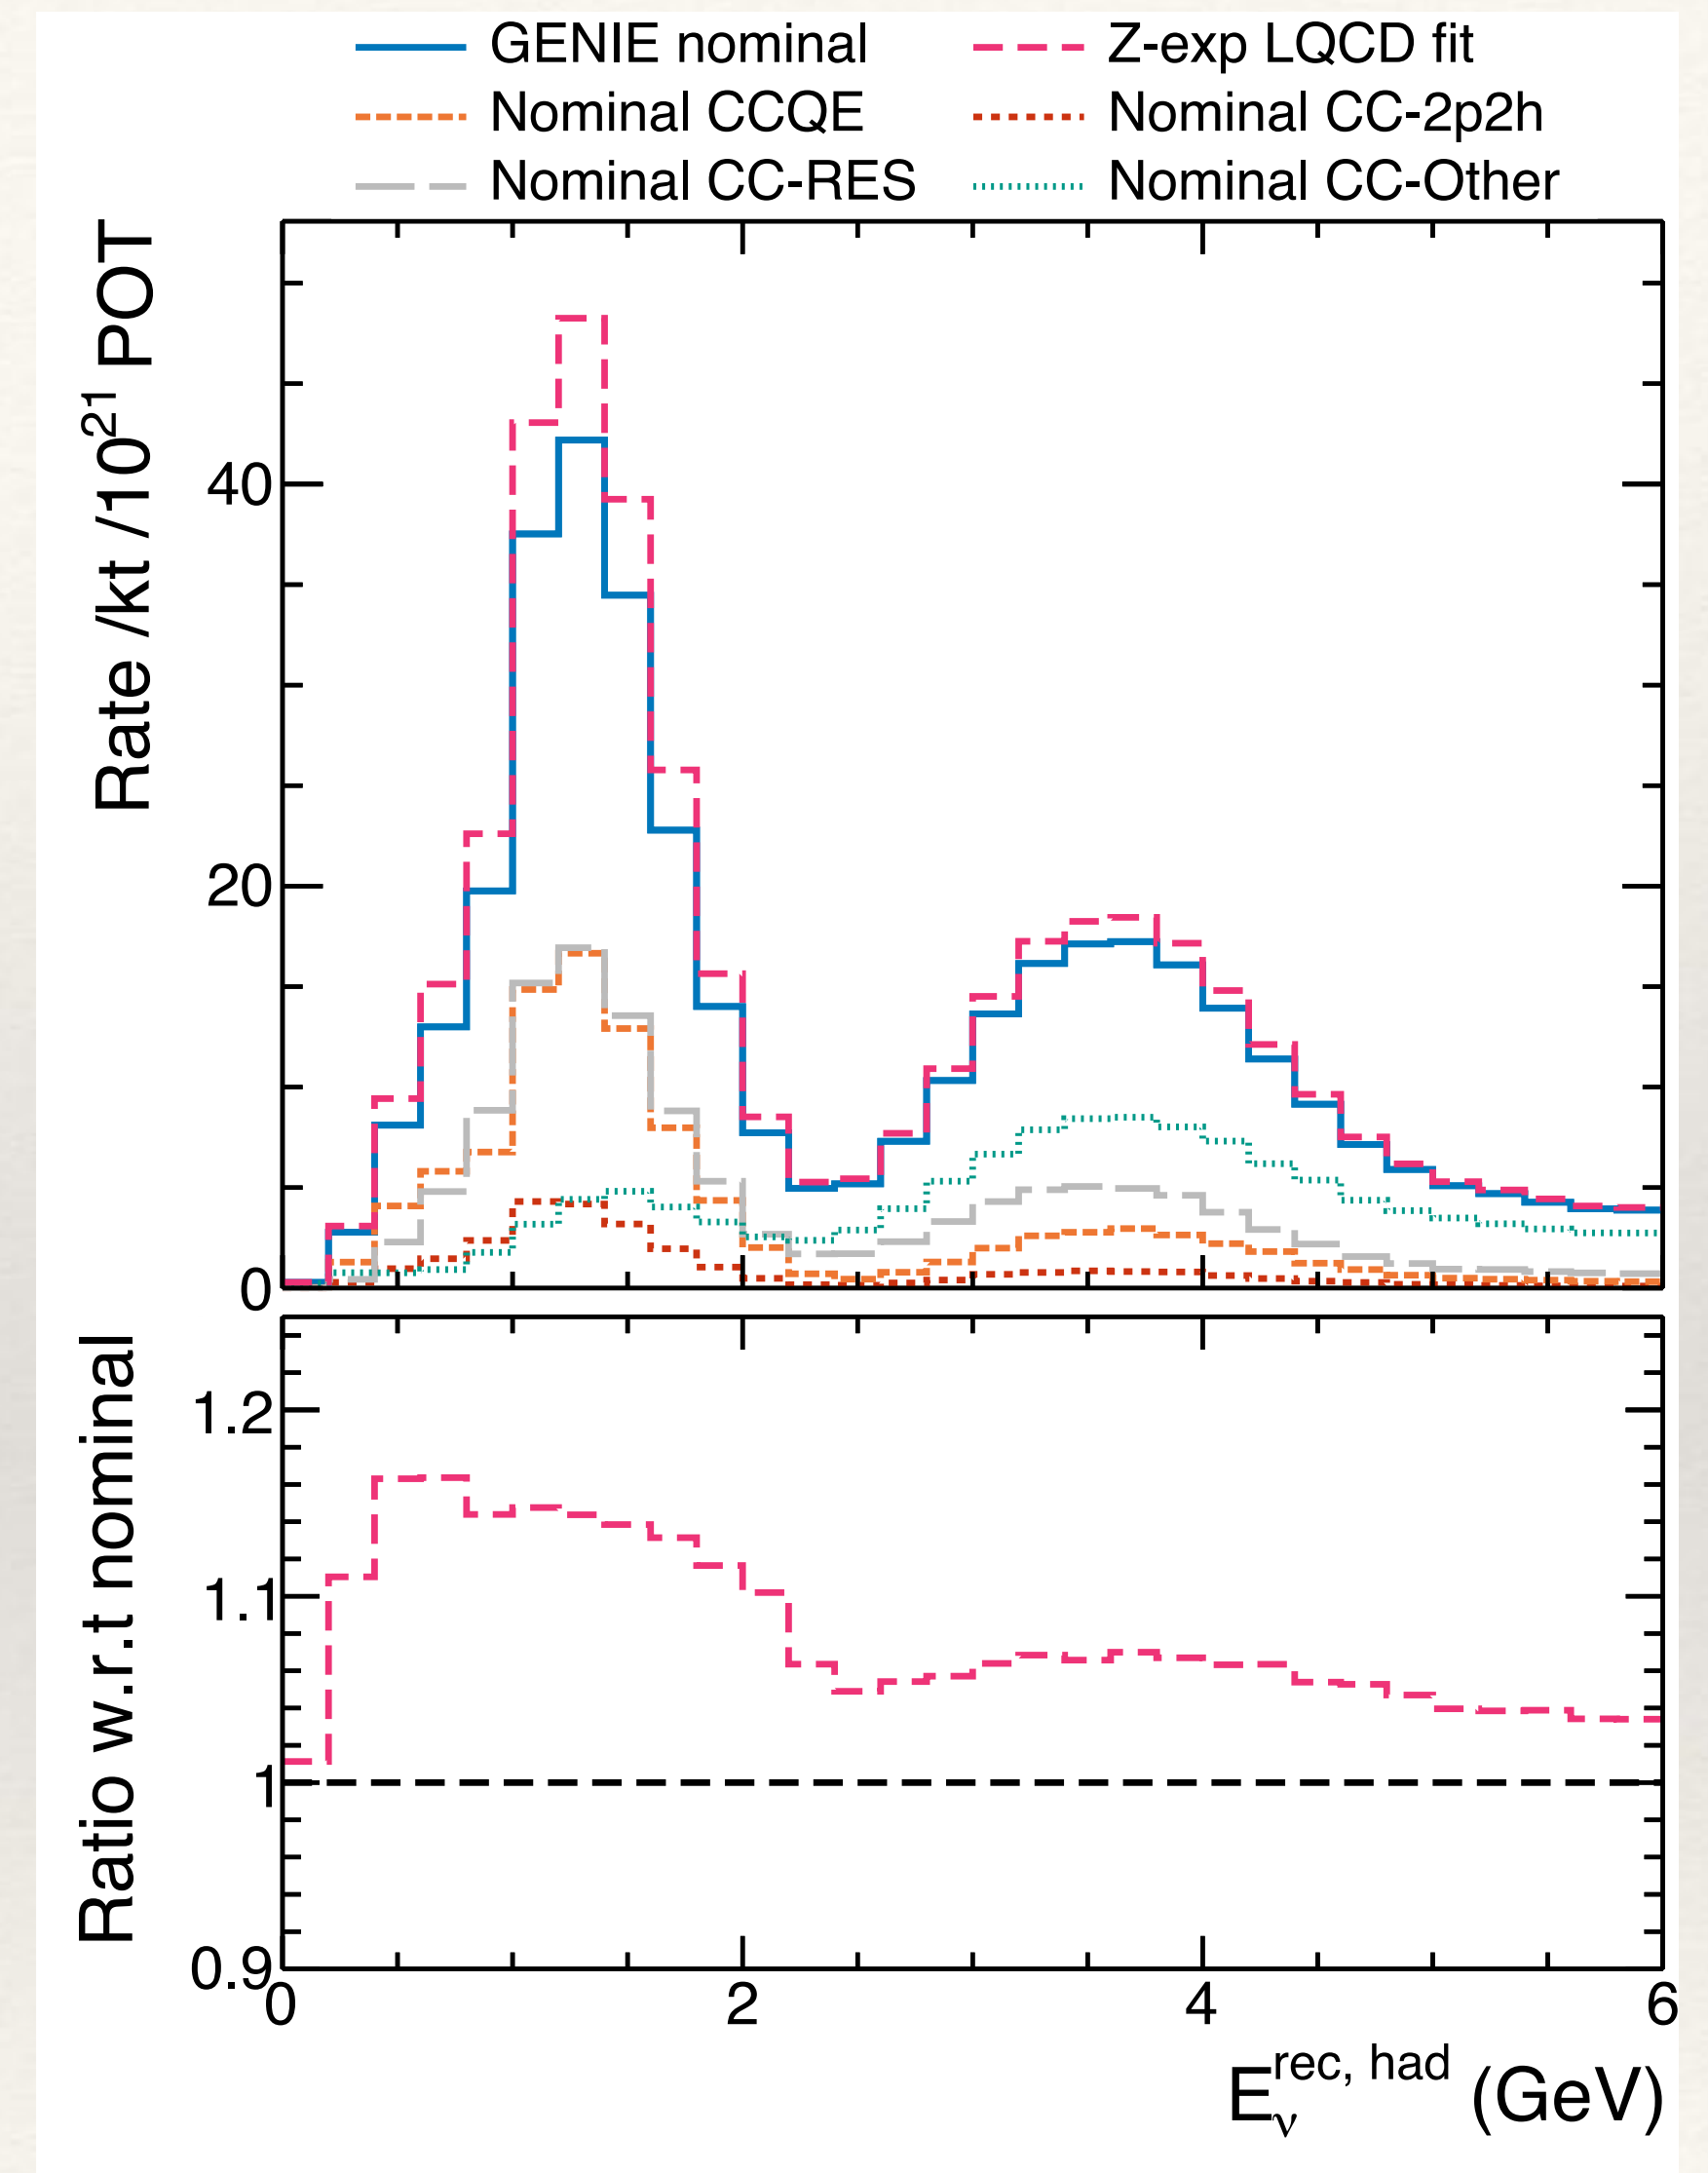 GENIE nominal
Z-exp LQCD fit
Nominal CCQE
Nominal CC-2p2h
Nominal CC-RES
Nominal CC-Other
Rate /kt /10²¹ POT
40
20
0
Ratio w.r.t nominal
1.2
1.1
1
0.9
0
2
4
6
E_ν^rec, had (GeV)